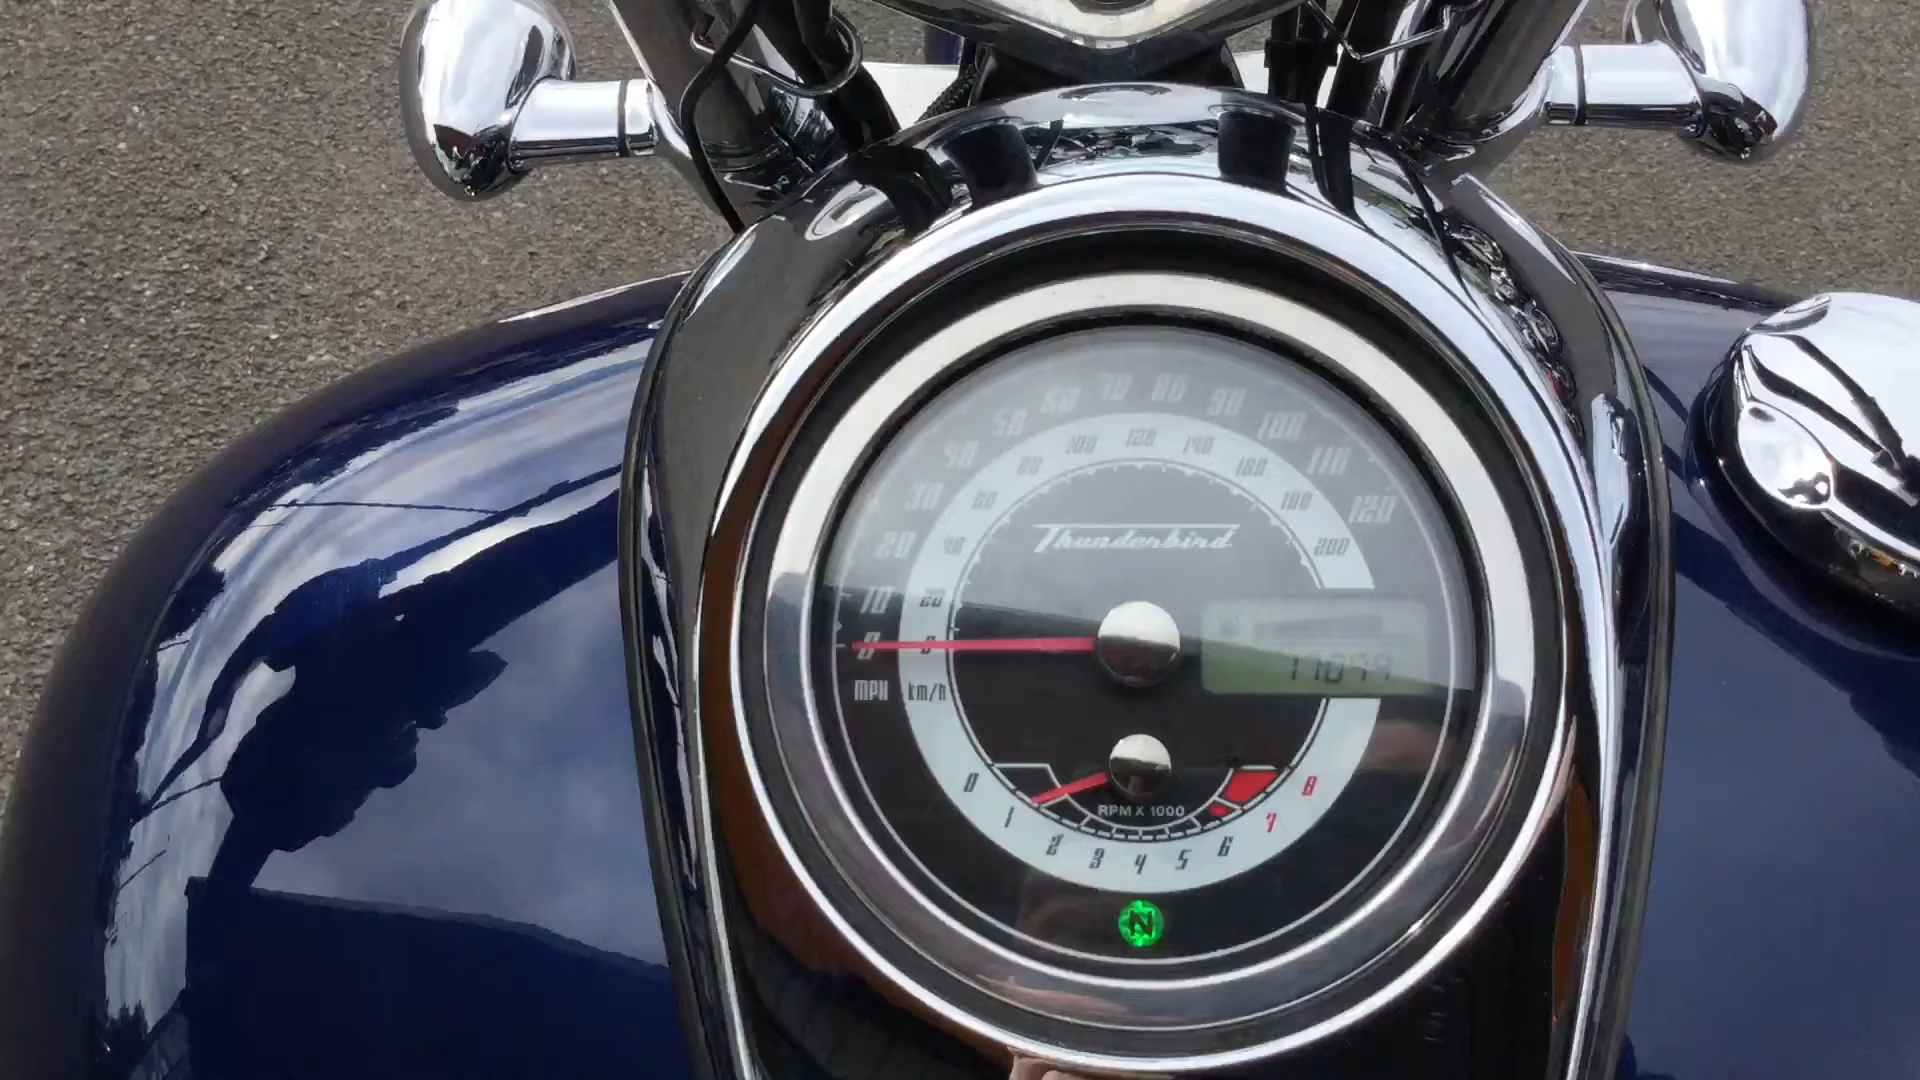 50 60 70 80 90 100 110 120
10 20 30 40
0
MPH
20 40 60 80 100 120 140 160 180 200
0
km/h
Thunderbird
0 1 2 3 4 5 6 7 8
RPM X 1000
N